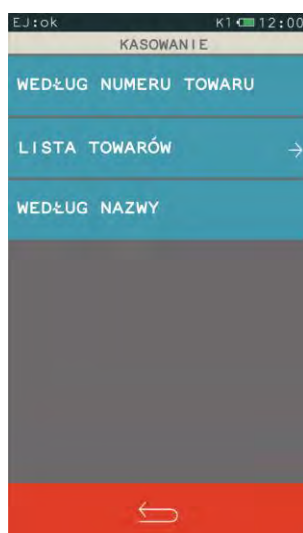 EJ:ok K1 12:00
KASOWANIE
WEDŁUG NUMERU TOWARU
LISTA TOWARÓW
WEDŁUG NAZWY